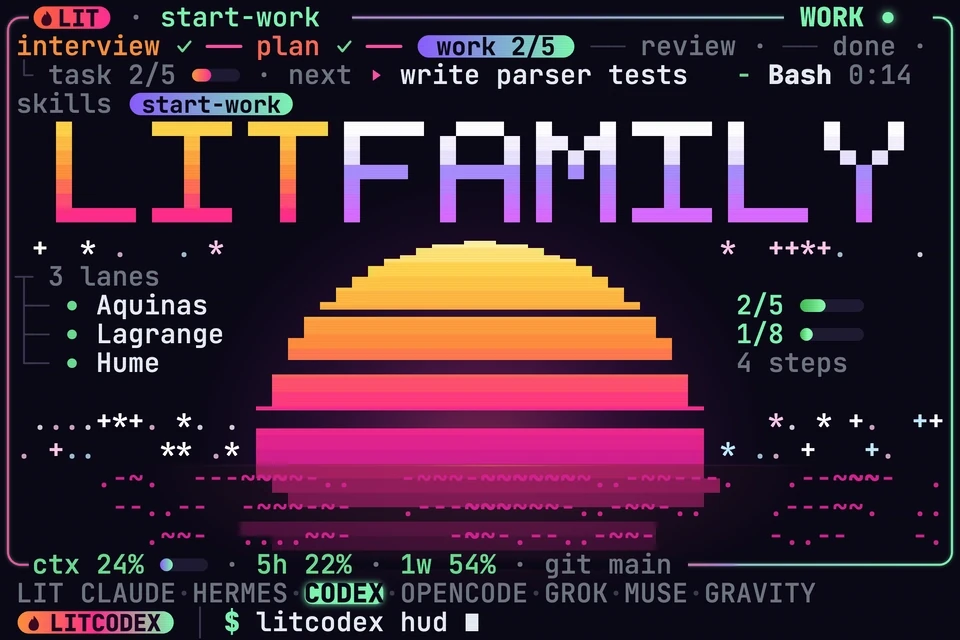 LIT · start-work WORK ●
interview ✓ plan ✓ work 2/5 review · done ·
task 2/5 · next ▸ write parser tests - Bash 0:14
skills start-work
LITFAMILY
3 lanes
● Aquinas 2/5
● Lagrange 1/8
● Hume 4 steps
ctx 24% · 5h 22% · 1w 54% · git main
LIT CLAUDE·HERMES·CODEX·OPENCODE·GROK·MUSE·GRAVITY
LITCODEX $ litcodex hud